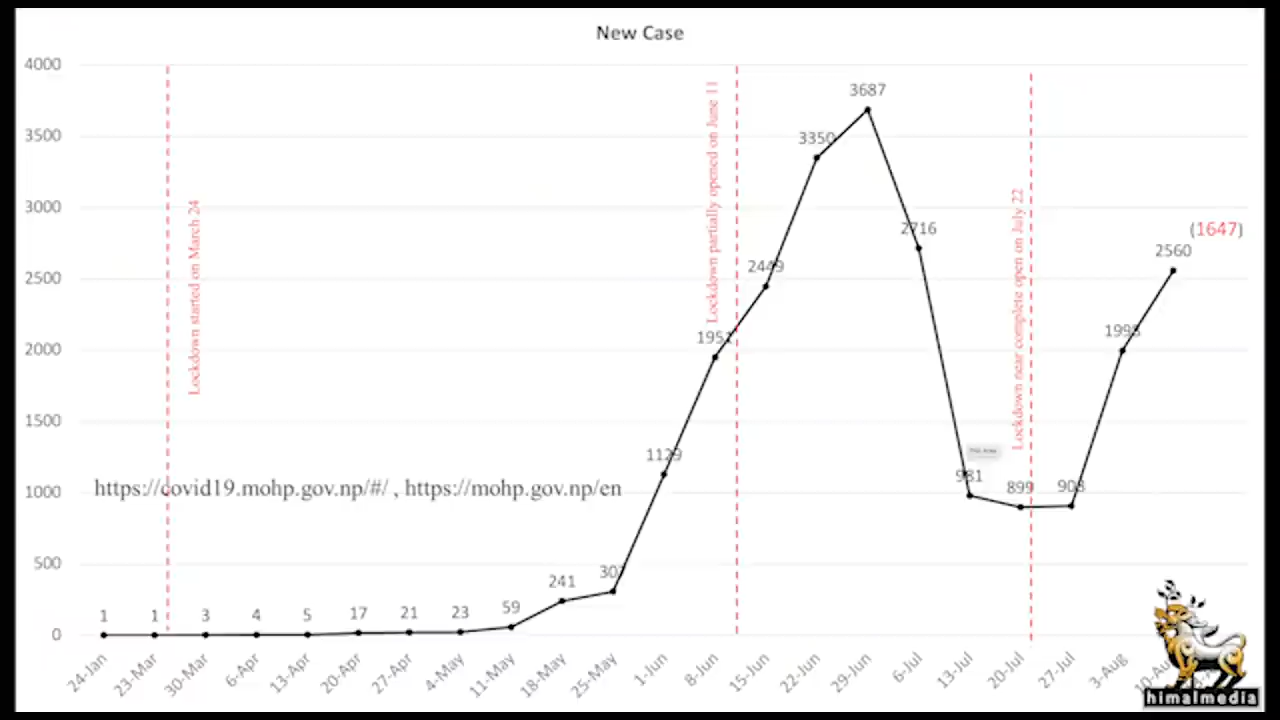 New Case
4000
3500
3000
2500
2000
1500
1000
500
0
Lockdown started on March 24
Lockdown partially opened on June 11
Lockdown near complete open on July 22
https://covid19.mohp.gov.np/#/ , https://mohp.gov.np/en
1
1
3
4
5
17
21
23
59
241
1129
2449
3350
3687
2716
981
899
2560
(1647)
24-Jan
23-Mar
30-Mar
6-Apr
13-Apr
20-Apr
27-Apr
4-May
11-May
18-May
25-May
1-Jun
8-Jun
15-Jun
22-Jun
29-Jun
6-Jul
13-Jul
20-Jul
27-Jul
3-Aug
himalmedia